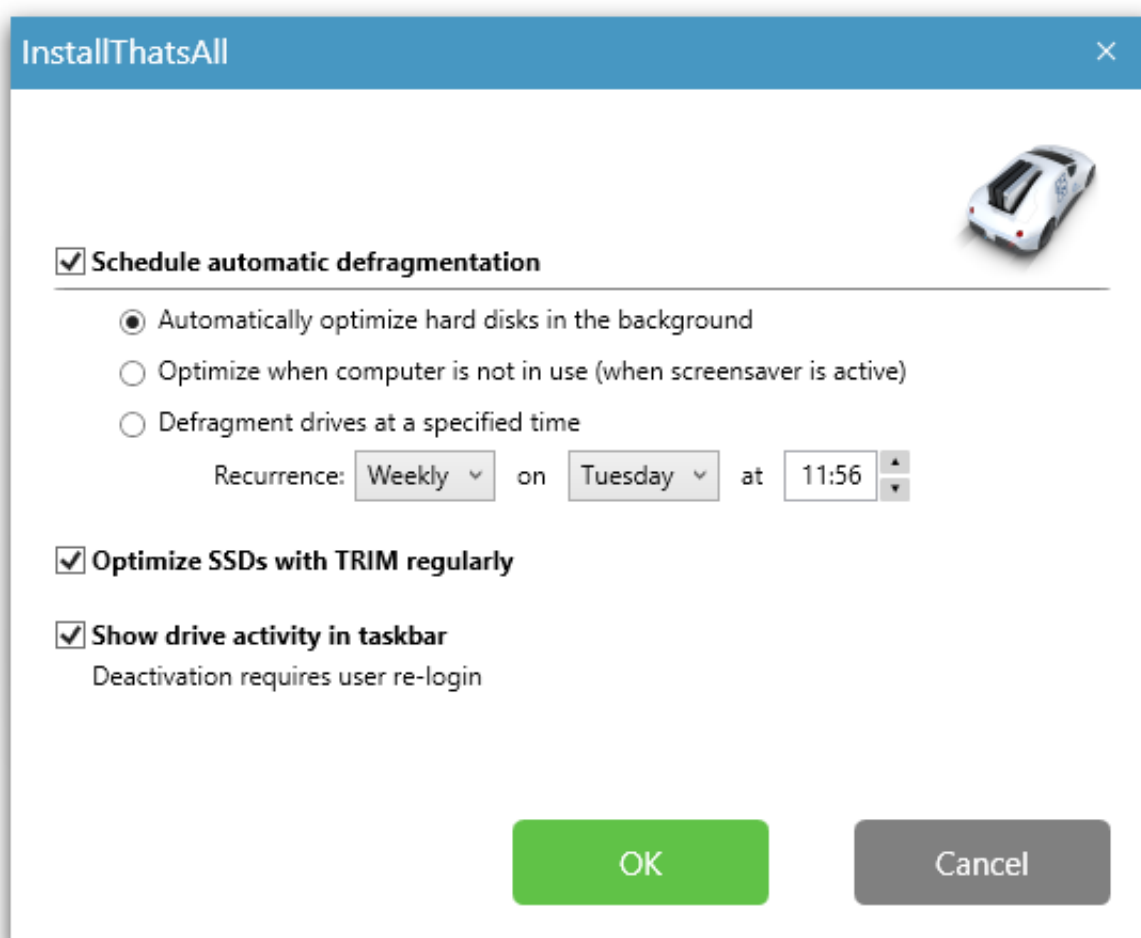 InstallThatsAll
Schedule automatic defragmentation
Automatically optimize hard disks in the background
Optimize when computer is not in use (when screensaver is active)
Defragment drives at a specified time
Recurrence: Weekly on Tuesday at 11:56
Optimize SSDs with TRIM regularly
Show drive activity in taskbar
Deactivation requires user re-login
OK Cancel